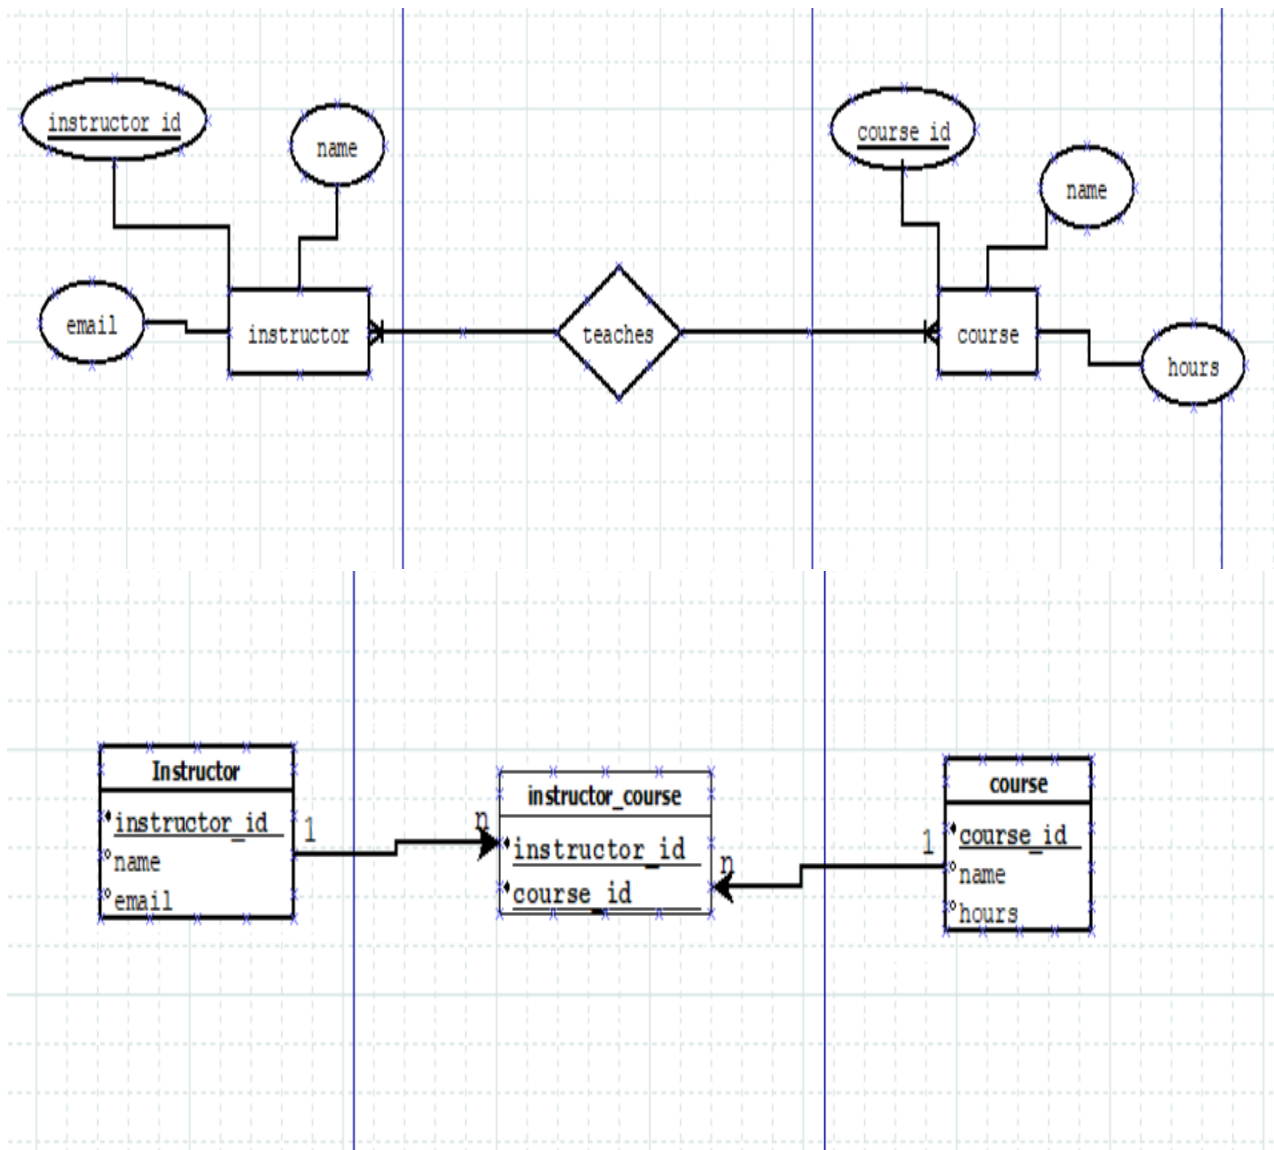 instructor id
name
email
instructor
teaches
course id
name
course
hours
Instructor
instructor_id
name
email
1
n
instructor_course
instructor_id
course_id
n
1
course
course_id
name
hours